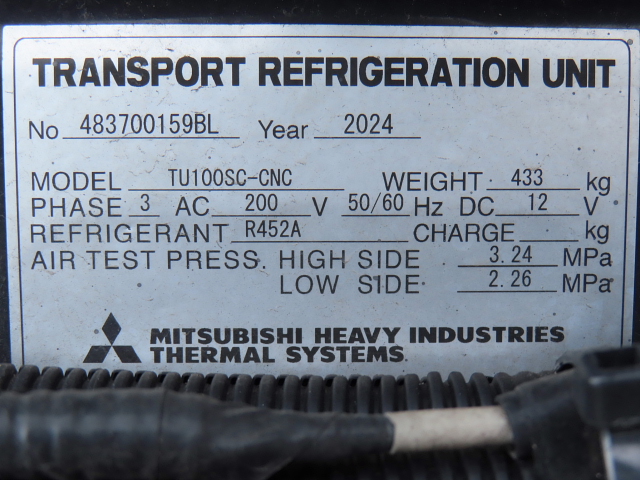 TRANSPORT REFRIGERATION UNIT
No 483700159BL Year 2024
MODEL TU100SC-CNC WEIGHT 433 kg
PHASE 3 AC 200 V 50/60 Hz DC 12 V
REFRIGERANT R452A CHARGE kg
AIR TEST PRESS. HIGH SIDE 3.24 MPa
LOW SIDE 2.26 MPa
MITSUBISHI HEAVY INDUSTRIES
THERMAL SYSTEMS